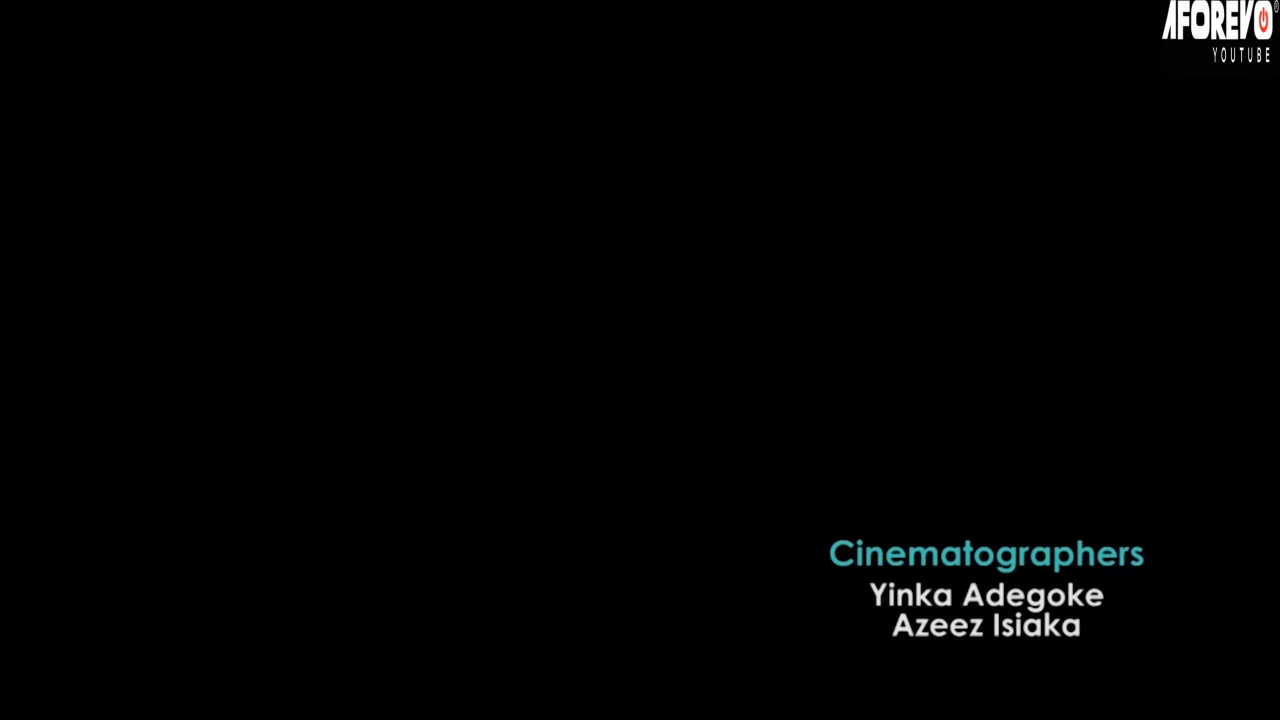 AFOREVO®
YOUTUBE
Cinematographers
Yinka Adegoke
Azeez Isiaka